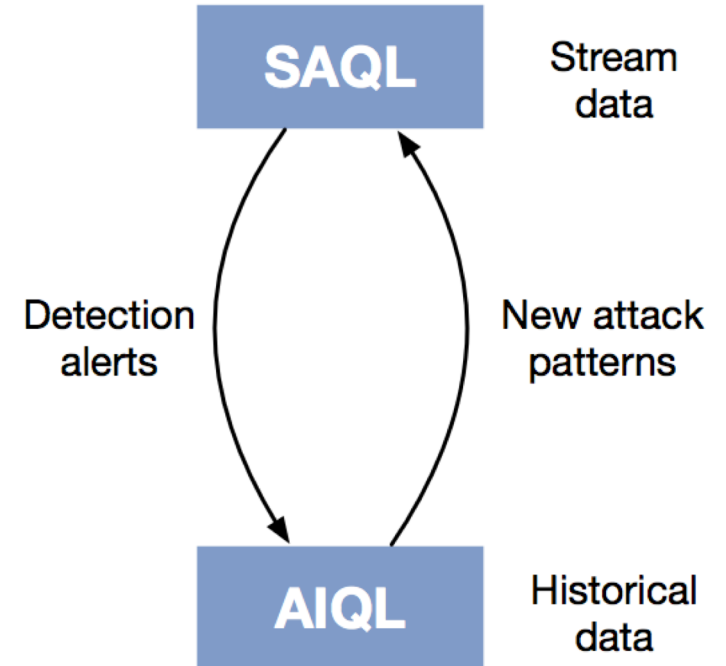 SAQL
Stream
data
Detection
alerts
New attack
patterns
AIQL
Historical
data